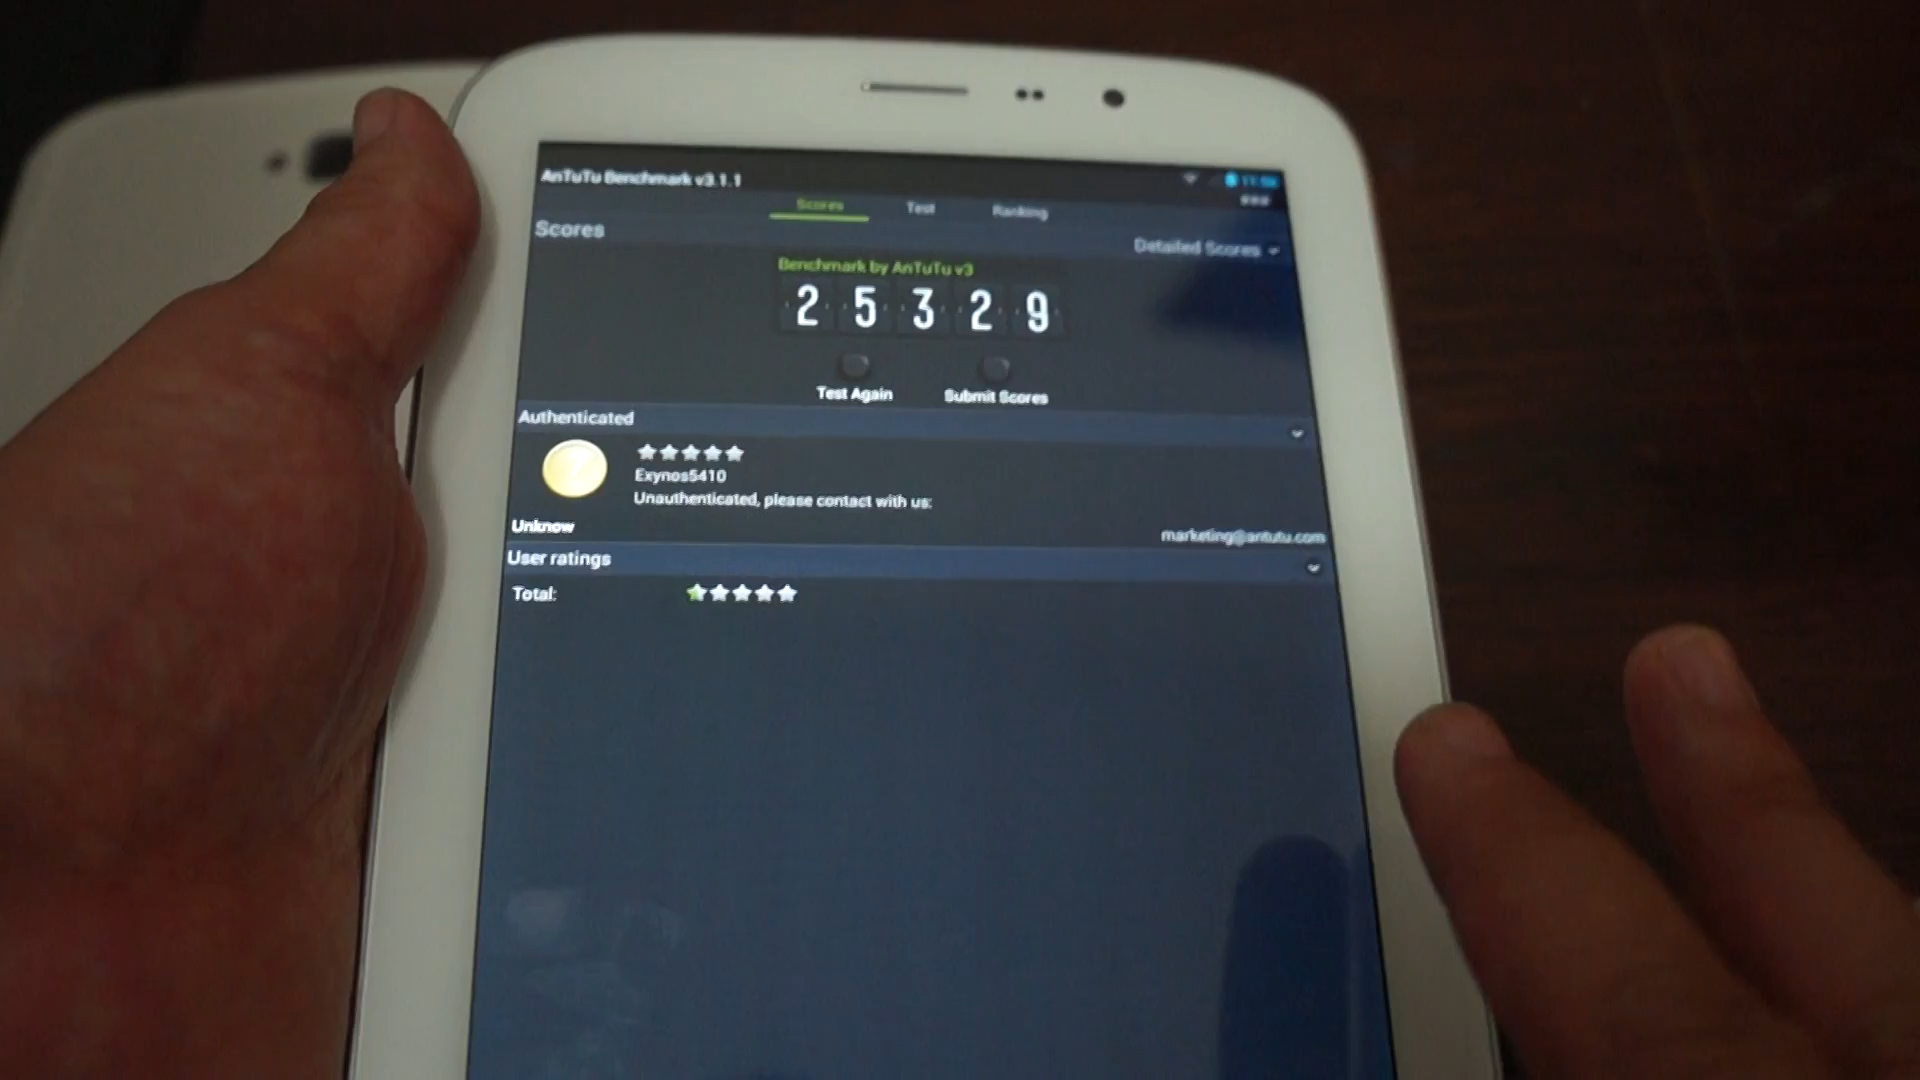 AnTuTu Benchmark v3.1.1
Scores Test Ranking
Scores
Detailed Scores
Benchmark by AnTuTu v3
25329
Test Again Submit Scores
Authenticated
Exynos5410
Unauthenticated, please contact with us:
Unknow
marketing@antutu.com
User ratings
Total: